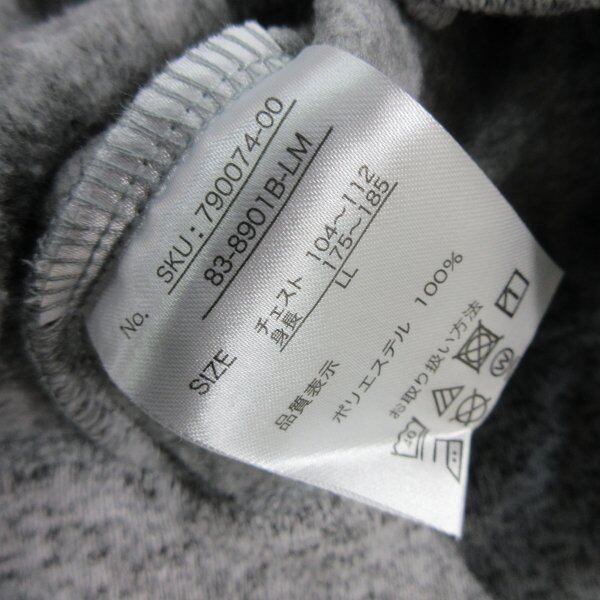 No.
SKU : 790074-00
83-8901B-LM
SIZE
チェスト 104～112
身長 175～185
LL
品質表示
ポリエステル 100%
お取り扱い方法